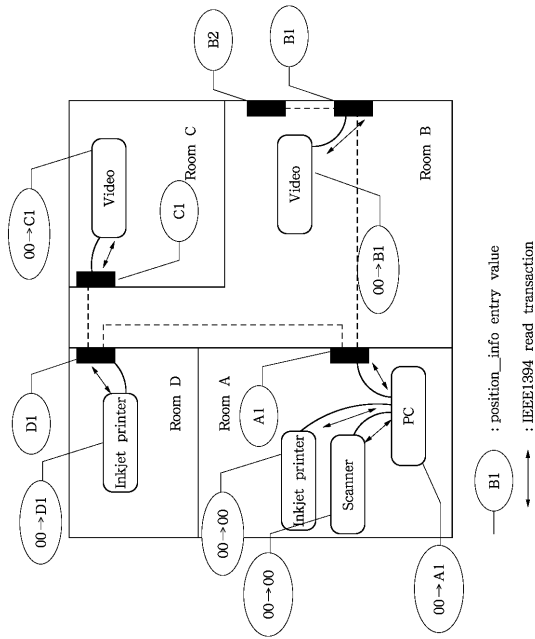 00→D1
D1
00→C1
Inkjet printer
Video
Room D
C1
Room C
B2
00→00
Room A
A1
00→00
B1
Inkjet printer
Video
Scanner
00→B1
PC
Room B
00→A1
B1 : position__info entry value
: IEEE1394 read transaction